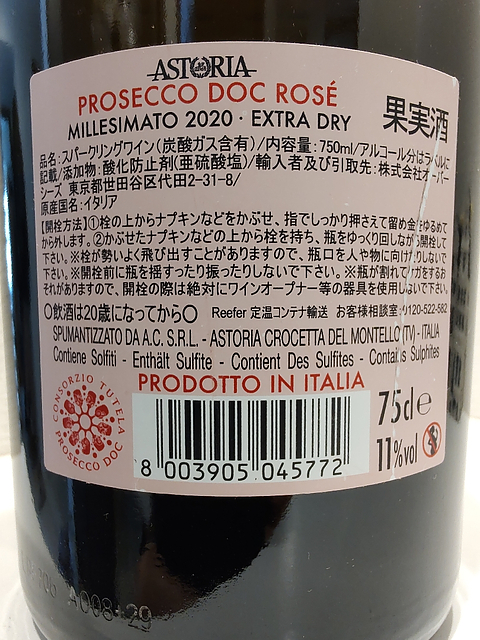 ASTORIA
PROSECCO DOC ROSÉ
MILLESIMATO 2020 · EXTRA DRY
果実酒
品名:スパークリングワイン(炭酸ガス含有)/内容量:750ml/アルコール分はラベルに
記載/添加物:酸化防止剤(亜硫酸塩)/輸入者及び引取先:株式会社オーバー
シーズ 東京都世田谷区代田2-31-8/
原産国名:イタリア
【開栓方法】①栓の上からナプキンなどをかぶせ、指でしっかり押さえて留め金をゆるめて
から外します。②かぶせたナプキンなどの上から栓を持ち、瓶をゆっくり回しながら開栓して
下さい。※栓が勢いよく飛び出すことがありますので、瓶口を人や物に向けたりしないで
下さい。※開栓前に瓶を揺すったり振ったりしないで下さい。※瓶が割れてケガをするおそ
れがありますので、開栓の際は絶対にワインオープナー等の器具を使用しないで下さい。
〇飲酒は20歳になってから〇 Reefer 定温コンテナ輸送 お客様相談室:0120-522-582
SPUMANTIZZATO DA A.C. S.R.L. - ASTORIA CROCETTA DEL MONTELLO (TV) - ITALIA
Contiene Solfiti - Enthält Sulfite - Contient Des Sulfites - Contains Sulphites
PRODOTTO IN ITALIA
CONSORZIO TUTELA
PROSECCO DOC
8 003905 045772
75cl e
11%vol
A008129